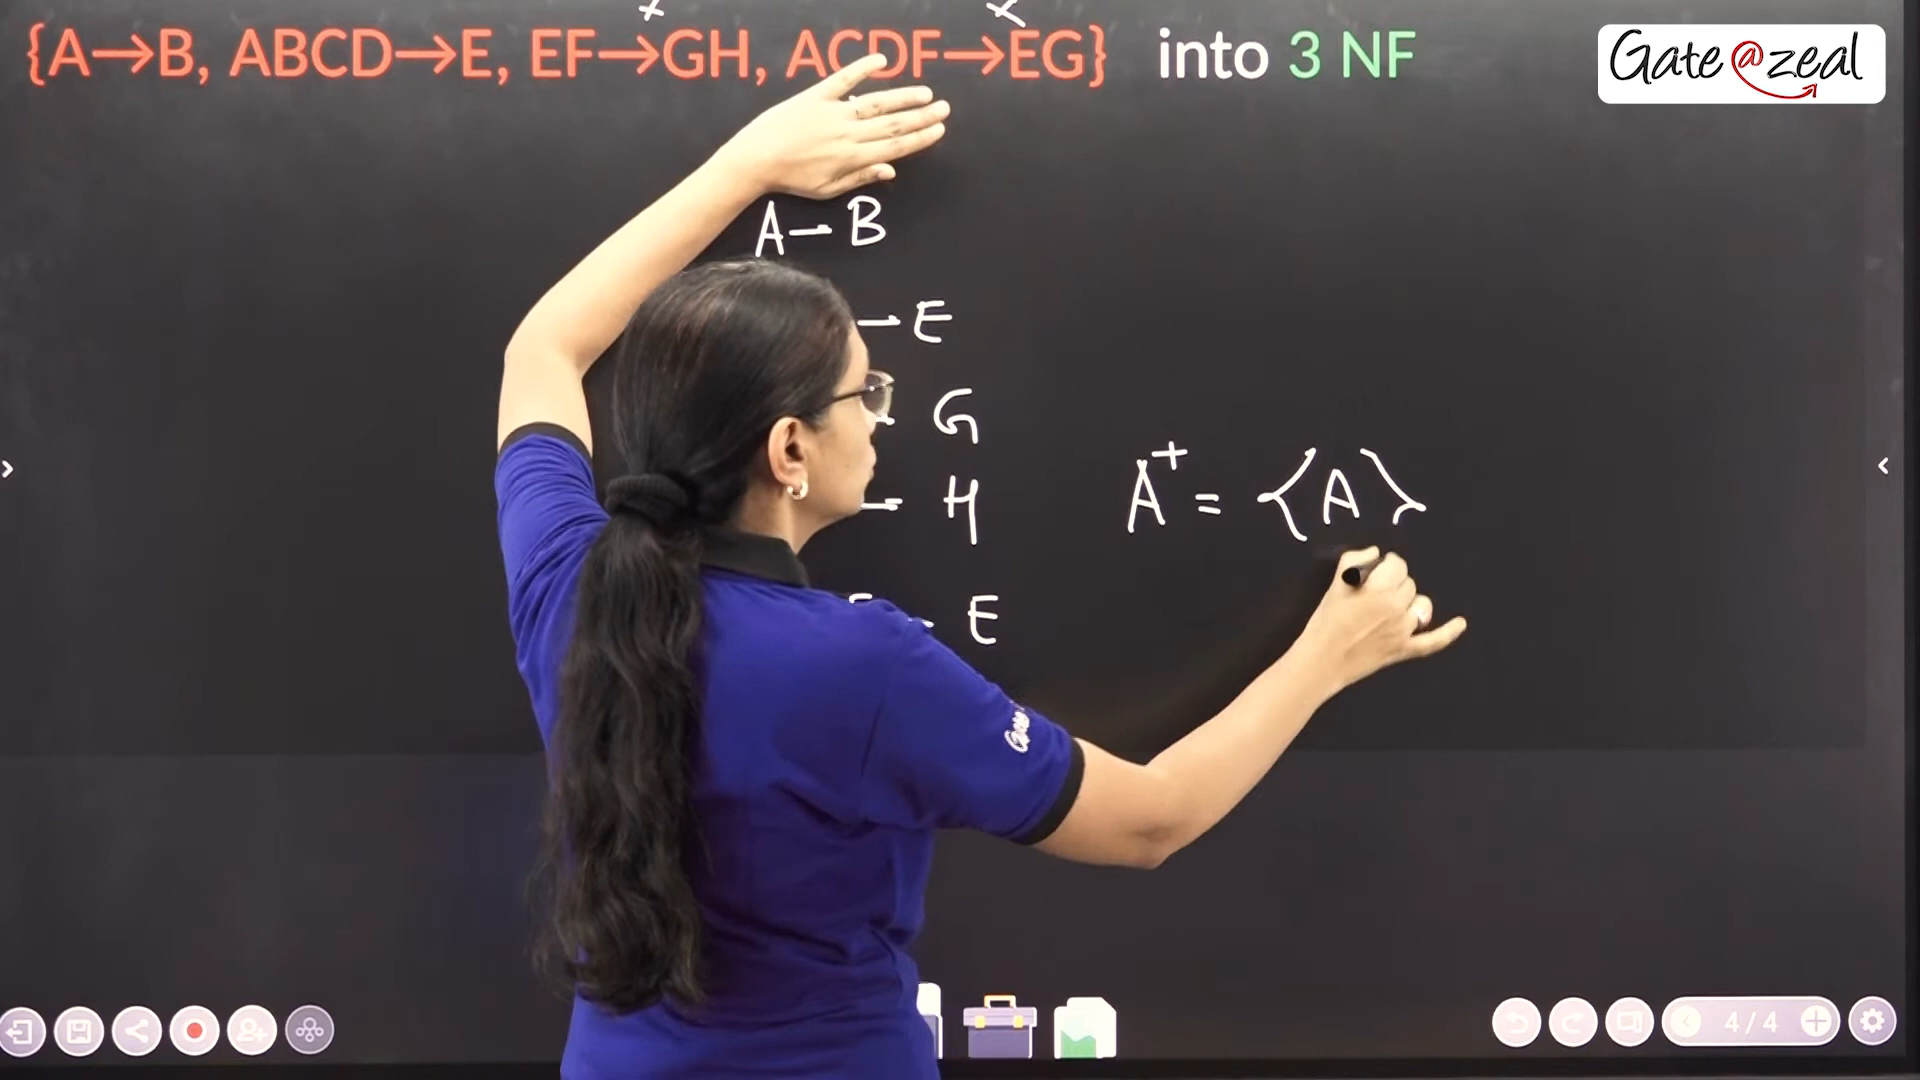 {A→B, ABCD→E, EF→GH, ACDF→EG} into 3 NF
Gate@zeal
A→B
→E
→ G
→ H
→ E
A⁺ = {A}
4/4